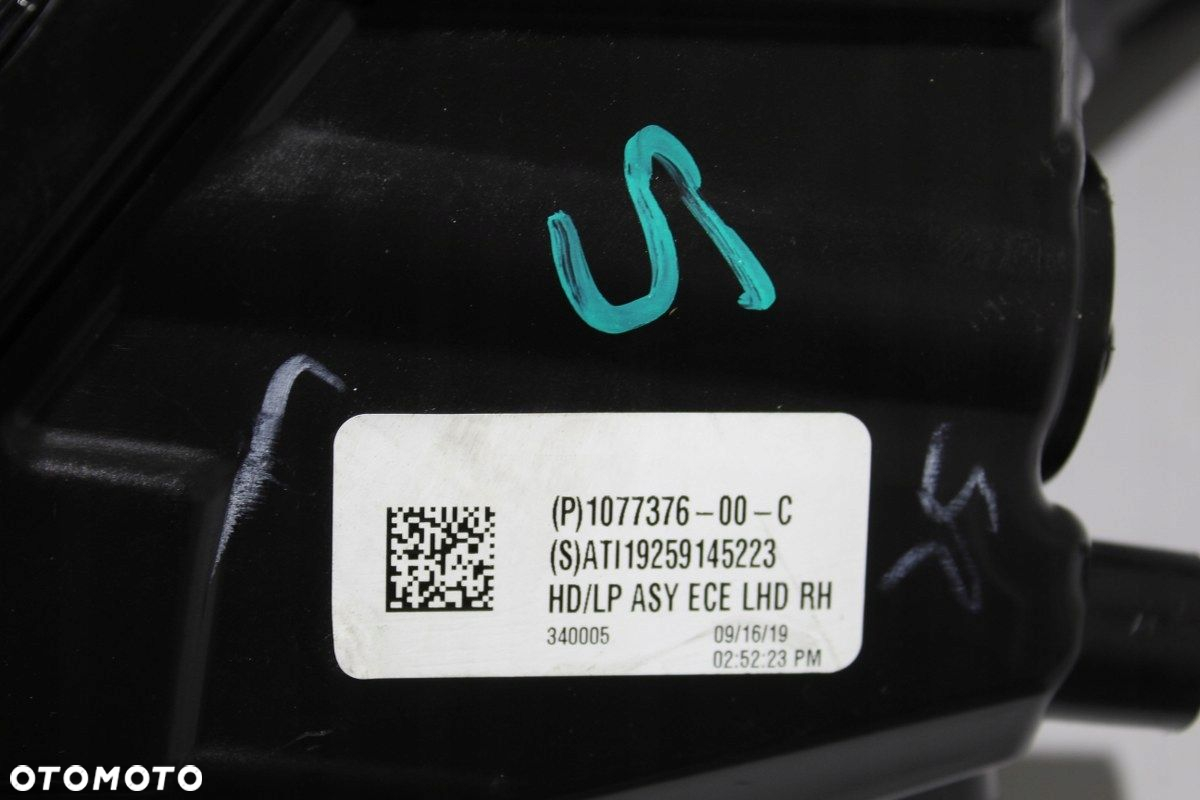 (P)1077376-00-C
(S)ATI19259145223
HD/LP ASY ECE LHD RH
340005 09/16/19
02:52:23 PM
OTOMOTO